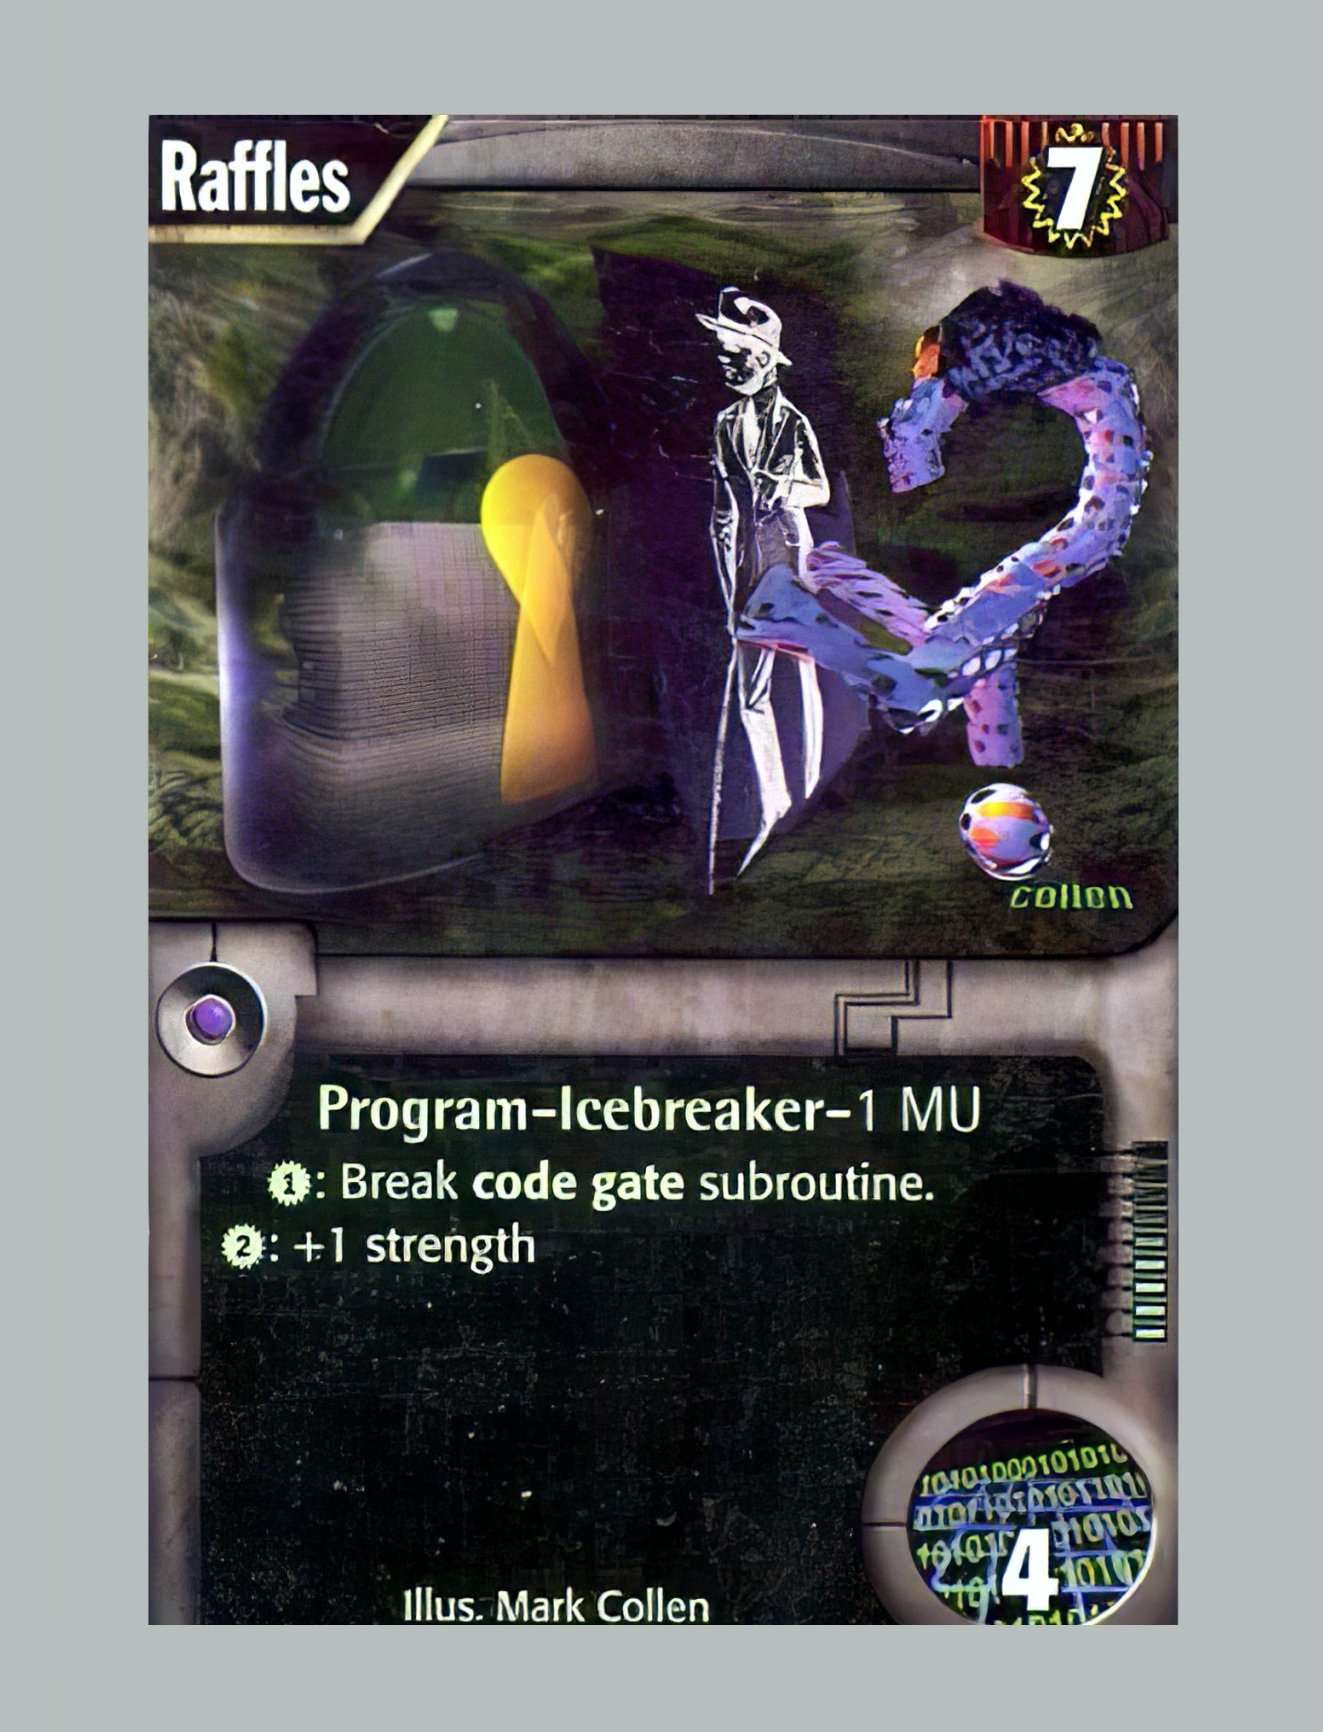 Raffles
7
collen
Program-Icebreaker-1 MU
1: Break code gate subroutine.
2: +1 strength
4
Illus. Mark Collen